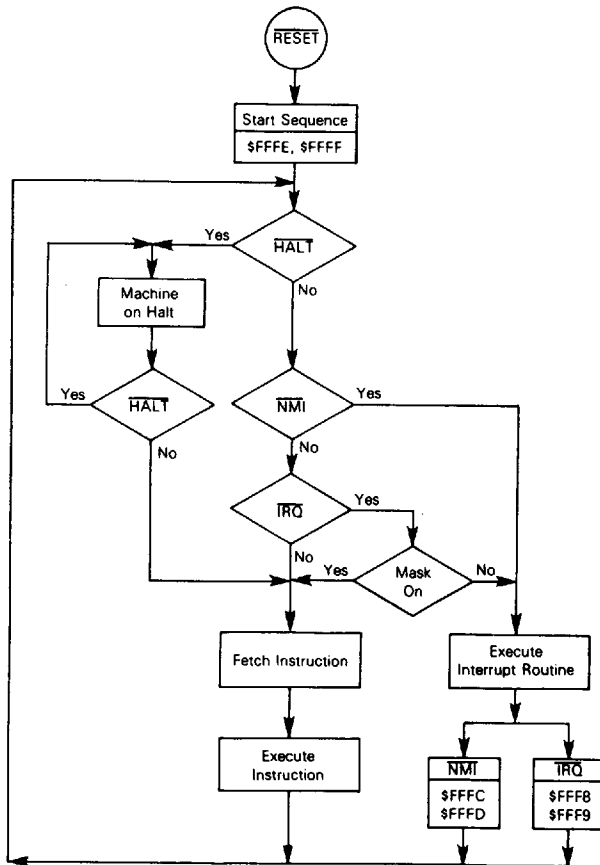 RESET
Start Sequence
$FFFE, $FFFF
Yes
HALT
No
Machine
on Halt
Yes
HALT
No
NMI
Yes
No
IRQ
Yes
No
Yes
Mask
On
No
Fetch Instruction
Execute
Interrupt Routine
Execute
Instruction
NMI
$FFFC
$FFFD
IRQ
$FFF8
$FFF9